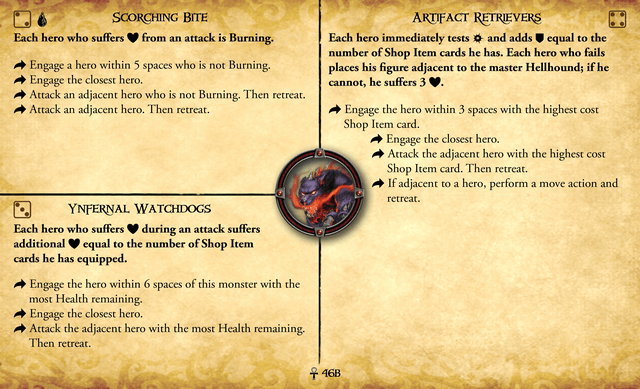 Scorching Bite
Each hero who suffers from an attack is Burning.
Engage a hero within 5 spaces who is not Burning.
Engage the closest hero.
Attack an adjacent hero who is not Burning. Then retreat.
Attack an adjacent hero. Then retreat.
Ynfernal Watchdogs
Each hero who suffers during an attack suffers
additional equal to the number of Shop Item
cards he has equipped.
Engage the hero within 6 spaces of this monster with the
most Health remaining.
Engage the closest hero.
Attack the adjacent hero with the most Health remaining.
Then retreat.
Artifact Retrievers
Each hero immediately tests and adds equal to the
number of Shop Item cards he has. Each hero who fails
places his figure adjacent to the master Hellhound; if he
cannot, he suffers 3 .
Engage the hero within 3 spaces with the highest cost
Shop Item card.
Engage the closest hero.
Attack the adjacent hero with the highest cost
Shop Item card. Then retreat.
If adjacent to a hero, perform a move action and
retreat.
46B